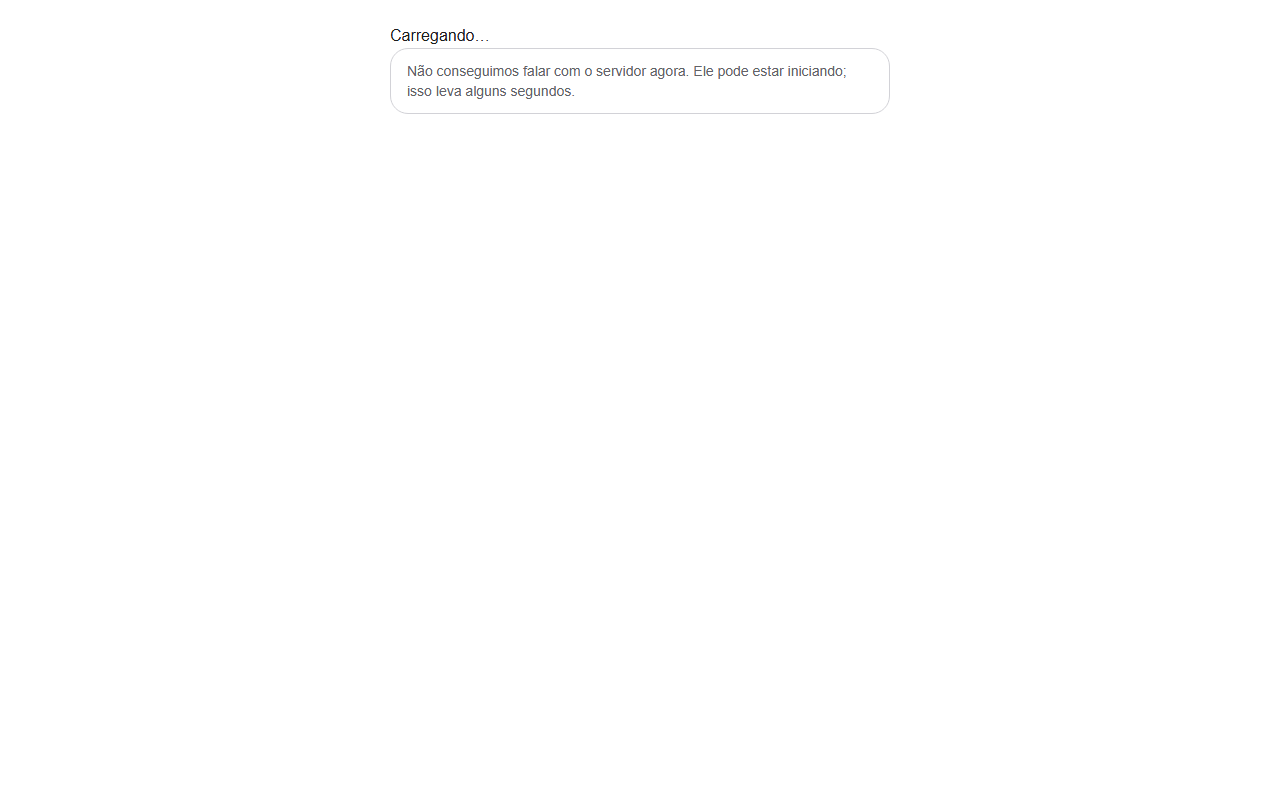 Carregando…
Não conseguimos falar com o servidor agora. Ele pode estar iniciando;
isso leva alguns segundos.